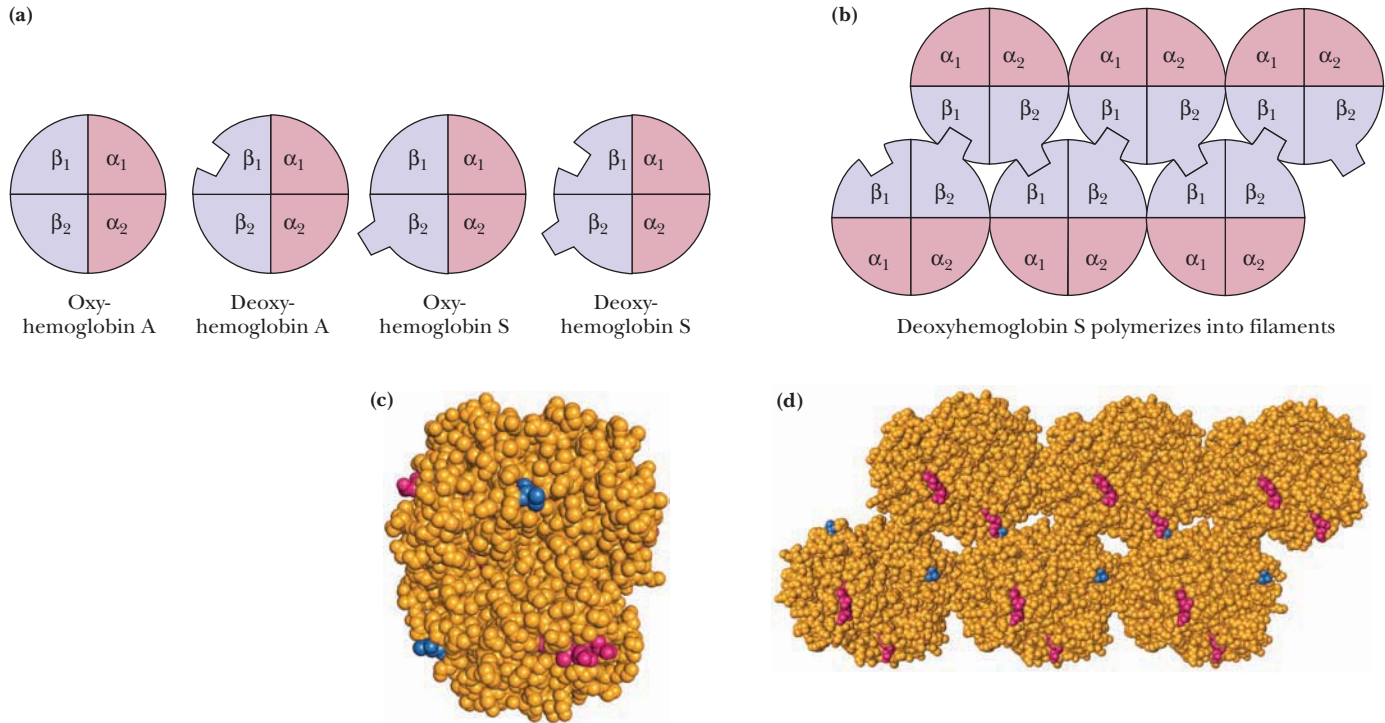 (a)
β₁ α₁
β₂ α₂
Oxy-
hemoglobin A
β₁ α₁
β₂ α₂
Deoxy-
hemoglobin A
β₁ α₁
β₂ α₂
Oxy-
hemoglobin S
β₁ α₁
β₂ α₂
Deoxy-
hemoglobin S
(b)
α₁ α₂ α₁ α₂ α₁ α₂
β₁ β₂ β₁ β₂ β₁ β₂
β₁ β₂ β₁ β₂ β₁ β₂
α₁ α₂ α₁ α₂ α₁ α₂
Deoxyhemoglobin S polymerizes into filaments
(c)
(d)